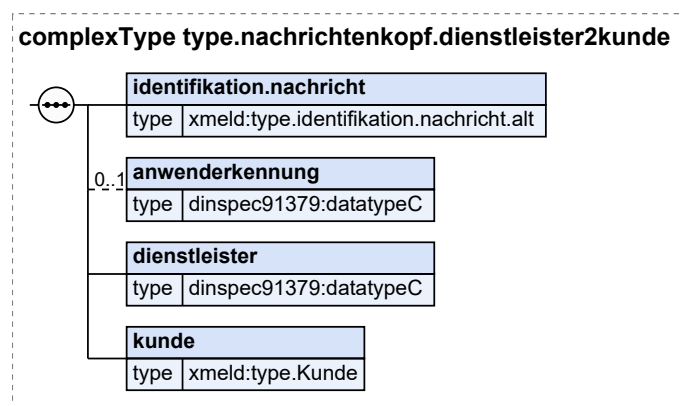 complexType type.nachrichtenkopf.dienstleister2kunde
identifikation.nachricht
type xmeld:type.identifikation.nachricht.alt
0..1
anwenderkennung
type dinspec91379:datatypeC
dienstleister
type dinspec91379:datatypeC
kunde
type xmeld:type.Kunde